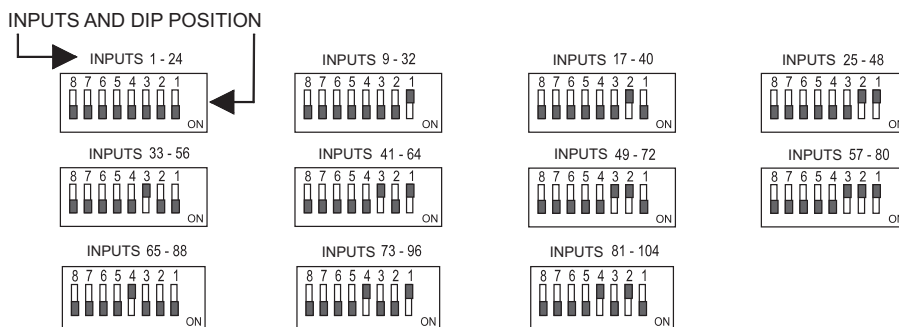 INPUTS AND DIP POSITION
INPUTS 1 - 24
8 7 6 5 4 3 2 1
ON
INPUTS 9 - 32
8 7 6 5 4 3 2 1
ON
INPUTS 17 - 40
8 7 6 5 4 3 2 1
ON
INPUTS 25 - 48
8 7 6 5 4 3 2 1
ON
INPUTS 33 - 56
8 7 6 5 4 3 2 1
ON
INPUTS 41 - 64
8 7 6 5 4 3 2 1
ON
INPUTS 49 - 72
8 7 6 5 4 3 2 1
ON
INPUTS 57 - 80
8 7 6 5 4 3 2 1
ON
INPUTS 65 - 88
8 7 6 5 4 3 2 1
ON
INPUTS 73 - 96
8 7 6 5 4 3 2 1
ON
INPUTS 81 - 104
8 7 6 5 4 3 2 1
ON